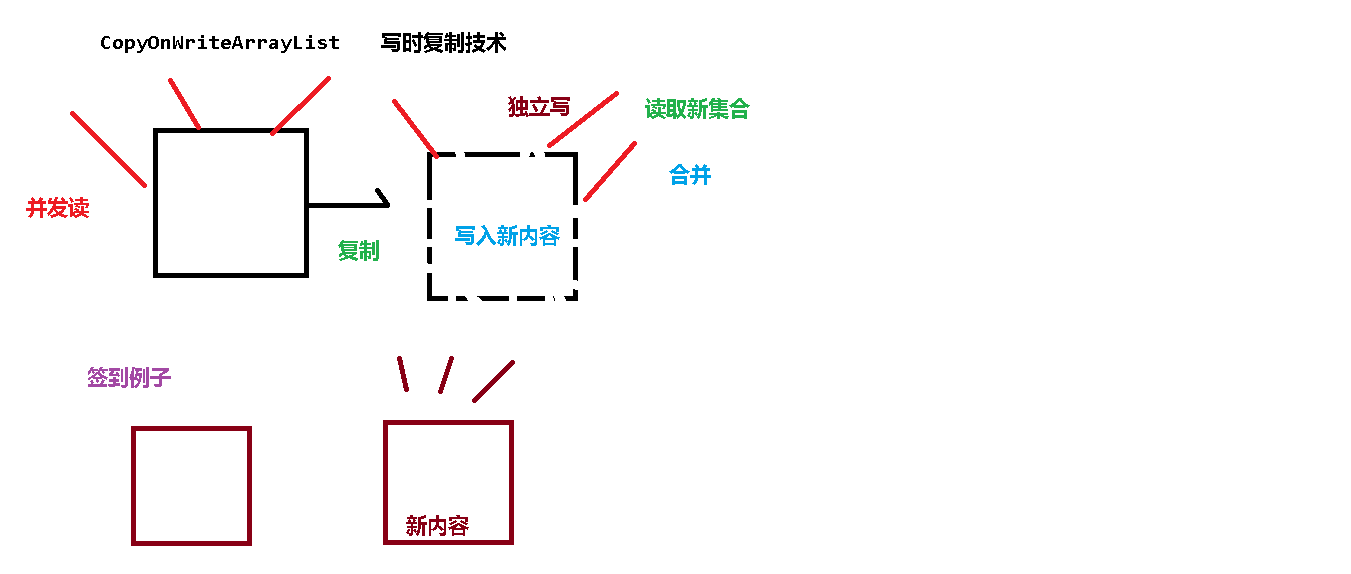 CopyOnWriteArrayList 写时复制技术
独立写
读取新集合
合并
并发读
写入新内容
复制
签到例子
新内容